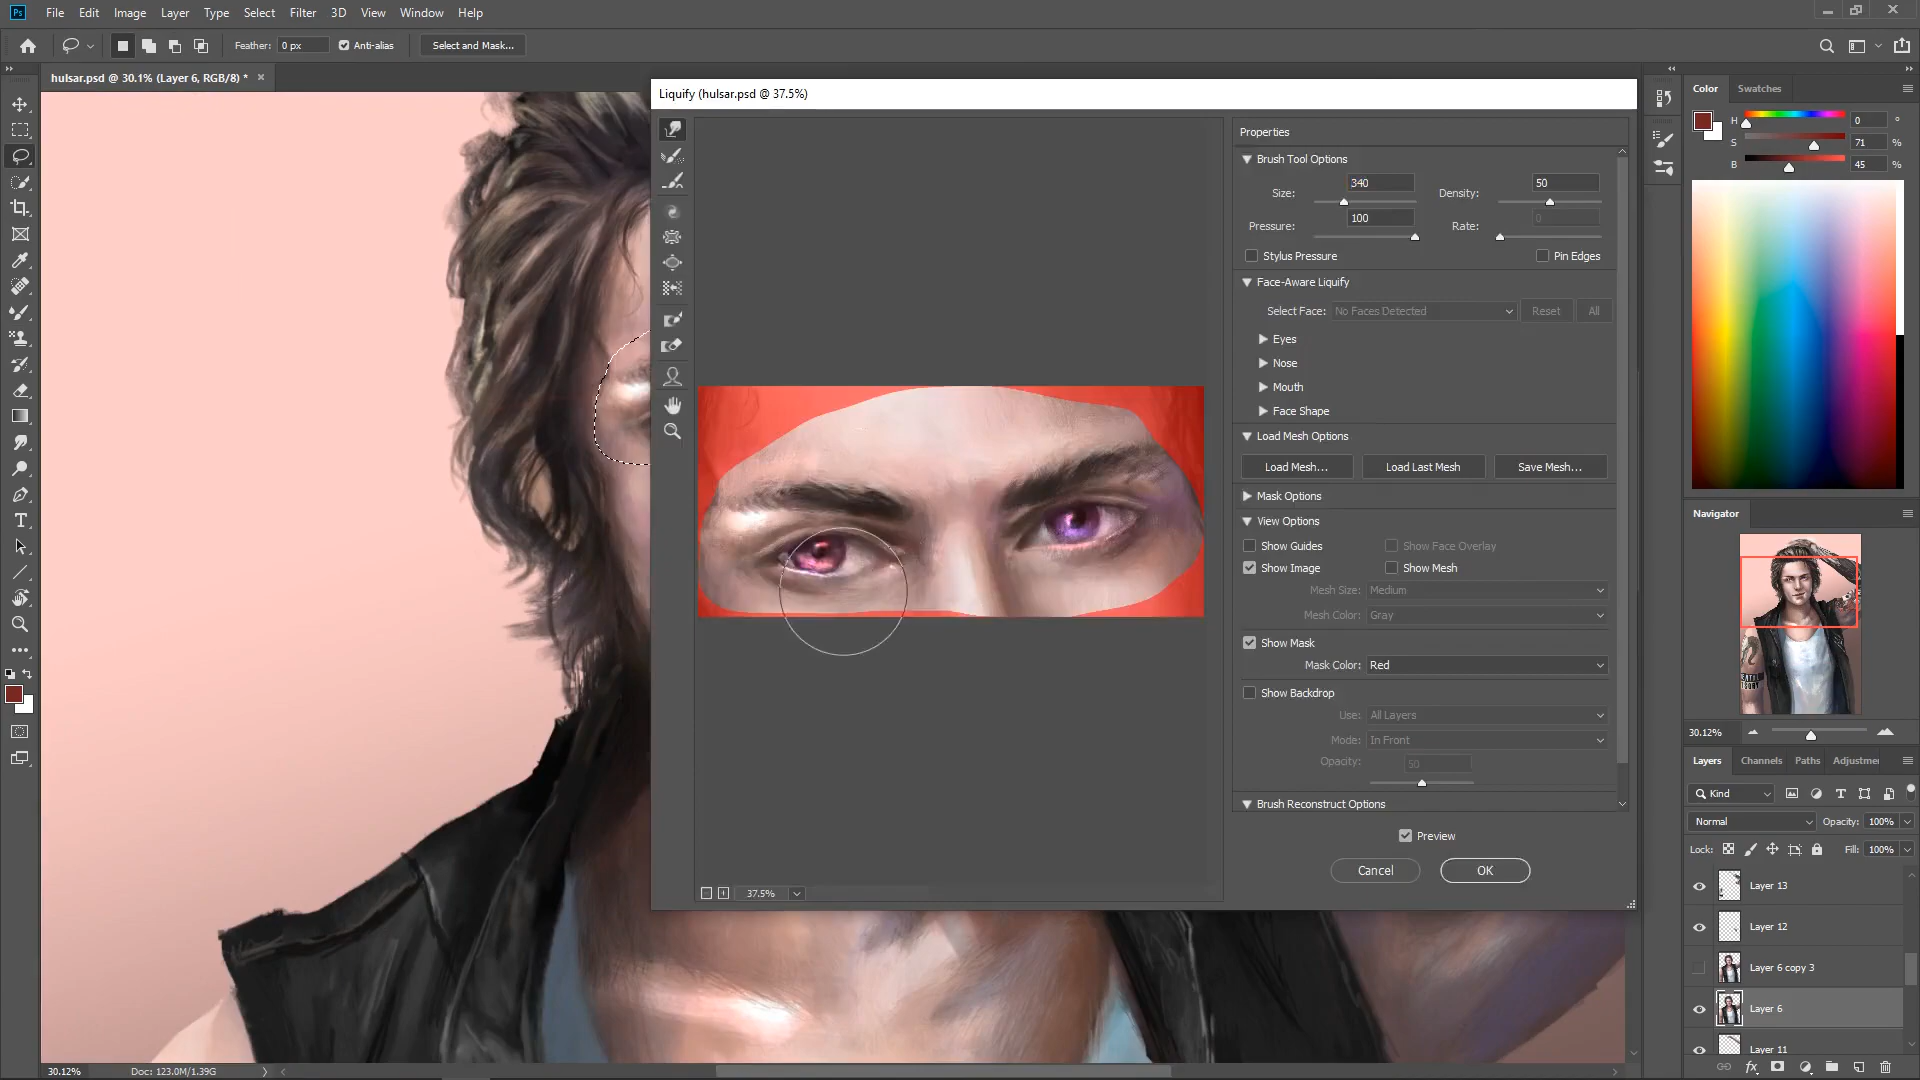 Ps File Edit Image Layer Type Select Filter 3D View Window Help
Feather: 0 px Anti-alias Select and Mask...
hulsar.psd @ 30.1% (Layer 6, RGB/8) *
Liquify (hulsar.psd @ 37.5%)
Properties
Brush Tool Options
Size: 340 Density: 50
Pressure: 100 Rate: 0
Stylus Pressure Pin Edges
Face-Aware Liquify
Select Face: No Faces Detected Reset All
Eyes
Nose
Mouth
Face Shape
Load Mesh Options
Load Mesh... Load Last Mesh Save Mesh...
Mask Options
View Options
Show Guides Show Face Overlay
Show Image Show Mesh
Mesh Size: Medium
Mesh Color: Gray
Show Mask
Mask Color: Red
Show Backdrop
Use: All Layers
Mode: In Front
Opacity: 50
Brush Reconstruct Options
Preview
Cancel OK
37.5%
Color Swatches
H 0 °
S 71 %
B 45 %
Navigator
30.12%
Layers Channels Paths Adjustmer
Kind
Normal Opacity: 100%
Lock: Fill: 100%
Layer 13
Layer 12
Layer 6 copy 3
Layer 6
Layer 11
30.12% Doc: 123.0M/1.39G